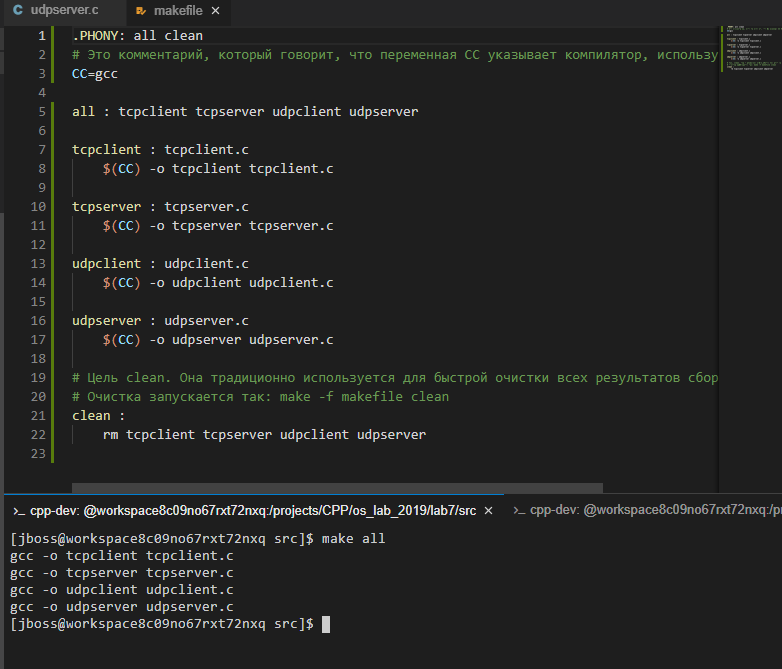 udpserver.c makefile
1 .PHONY: all clean
2 # Это комментарий, который говорит, что переменная CC указывает компилятор, использу
3 CC=gcc
4
5 all : tcpclient tcpserver udpclient udpserver
6
7 tcpclient : tcpclient.c
8 $(CC) -o tcpclient tcpclient.c
9
10 tcpserver : tcpserver.c
11 $(CC) -o tcpserver tcpserver.c
12
13 udpclient : udpclient.c
14 $(CC) -o udpclient udpclient.c
15
16 udpserver : udpserver.c
17 $(CC) -o udpserver udpserver.c
18
19 # Цель clean. Она традиционно используется для быстрой очистки всех результатов сбор
20 # Очистка запускается так: make -f makefile clean
21 clean :
22 rm tcpclient tcpserver udpclient udpserver
23
>_ cpp-dev: @workspace8c09no67rxt72nxq:/projects/CPP/os_lab_2019/lab7/src × >_ cpp-dev: @workspace8c09no67rxt72nxq:/pr
[jboss@workspace8c09no67rxt72nxq src]$ make all
gcc -o tcpclient tcpclient.c
gcc -o tcpserver tcpserver.c
gcc -o udpclient udpclient.c
gcc -o udpserver udpserver.c
[jboss@workspace8c09no67rxt72nxq src]$